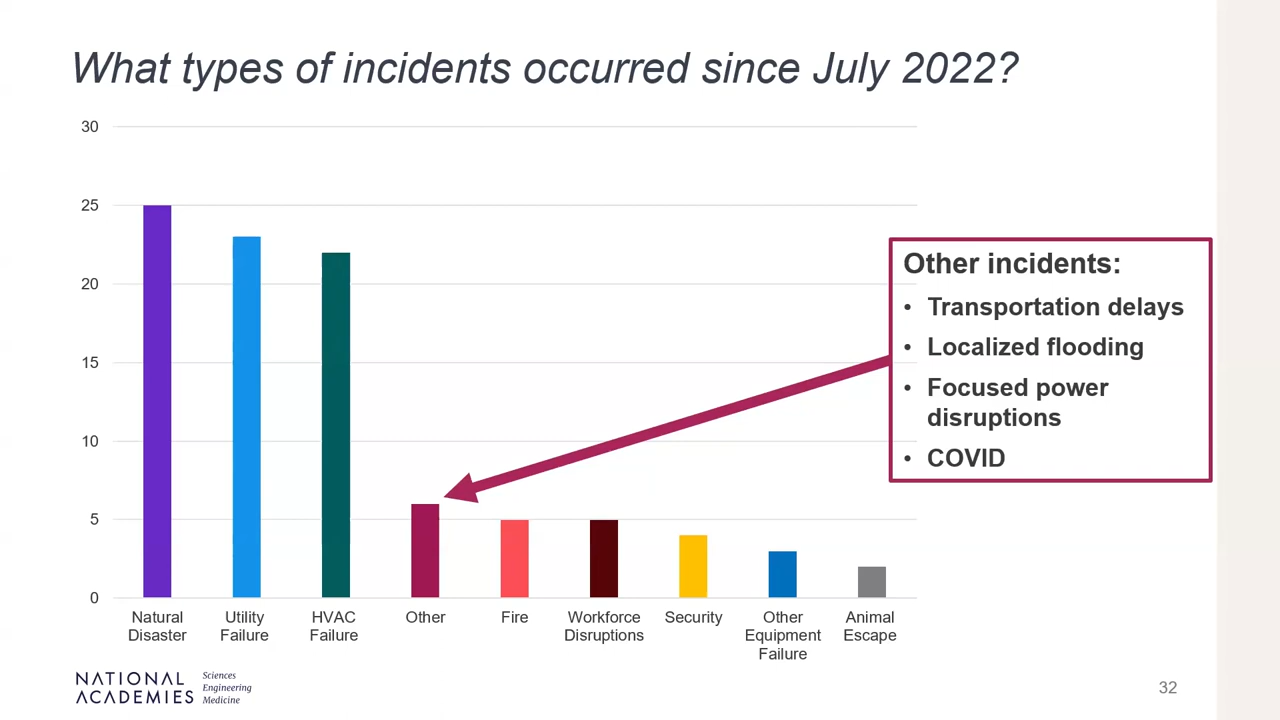 What types of incidents occurred since July 2022?
30
25
20
15
10
5
0
Natural
Disaster
Utility
Failure
HVAC
Failure
Other
Fire
Workforce
Disruptions
Security
Other
Equipment
Failure
Animal
Escape
Other incidents:
• Transportation delays
• Localized flooding
• Focused power
disruptions
• COVID
NATIONAL
ACADEMIES
Sciences
Engineering
Medicine
32